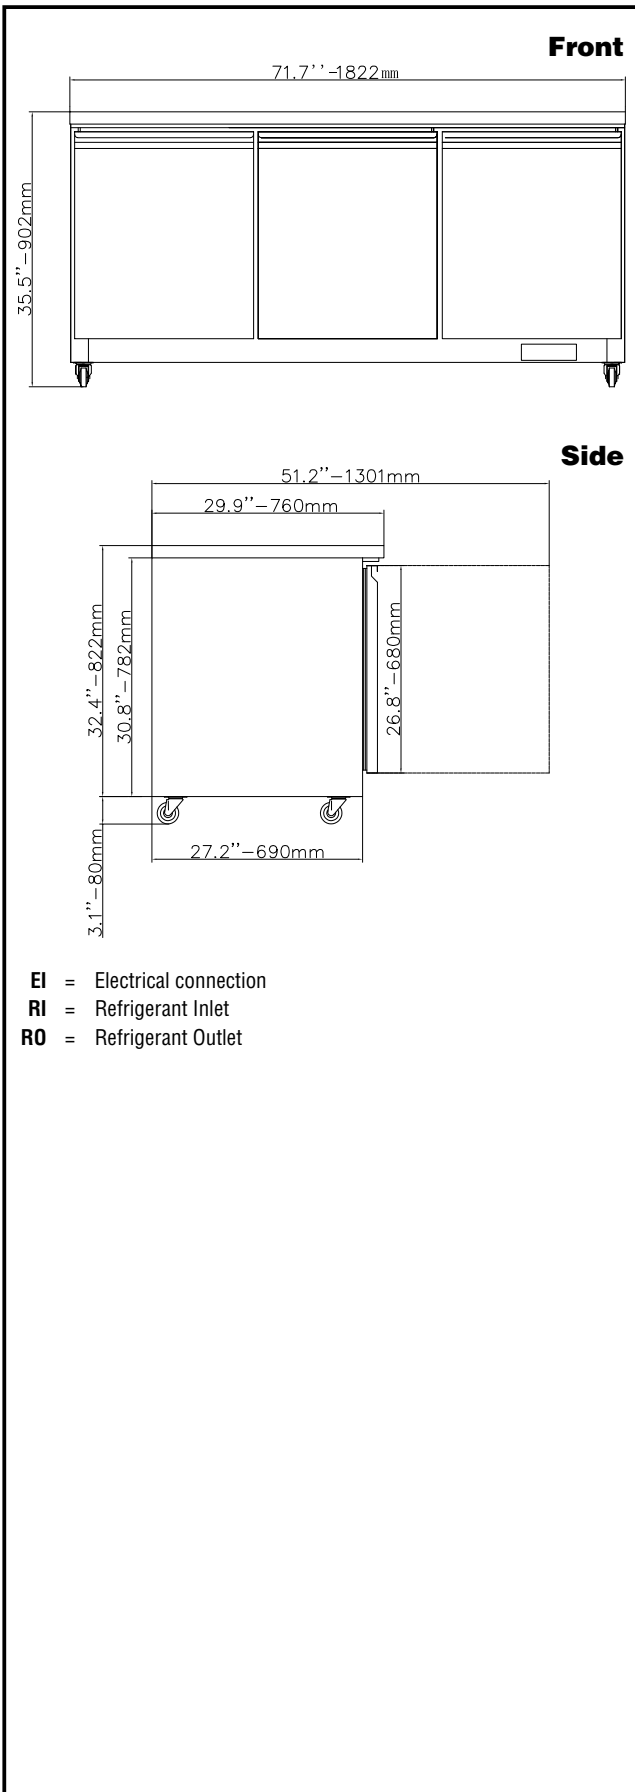 Front
71.7''-1822mm
35.5"-902mm
Side
51.2"-1301mm
29.9"-760mm
32.4"-822mm
30.8"-782mm
26.8"-680mm
27.2"-690mm
3.1"-80mm
EI = Electrical connection
RI = Refrigerant Inlet
RO = Refrigerant Outlet